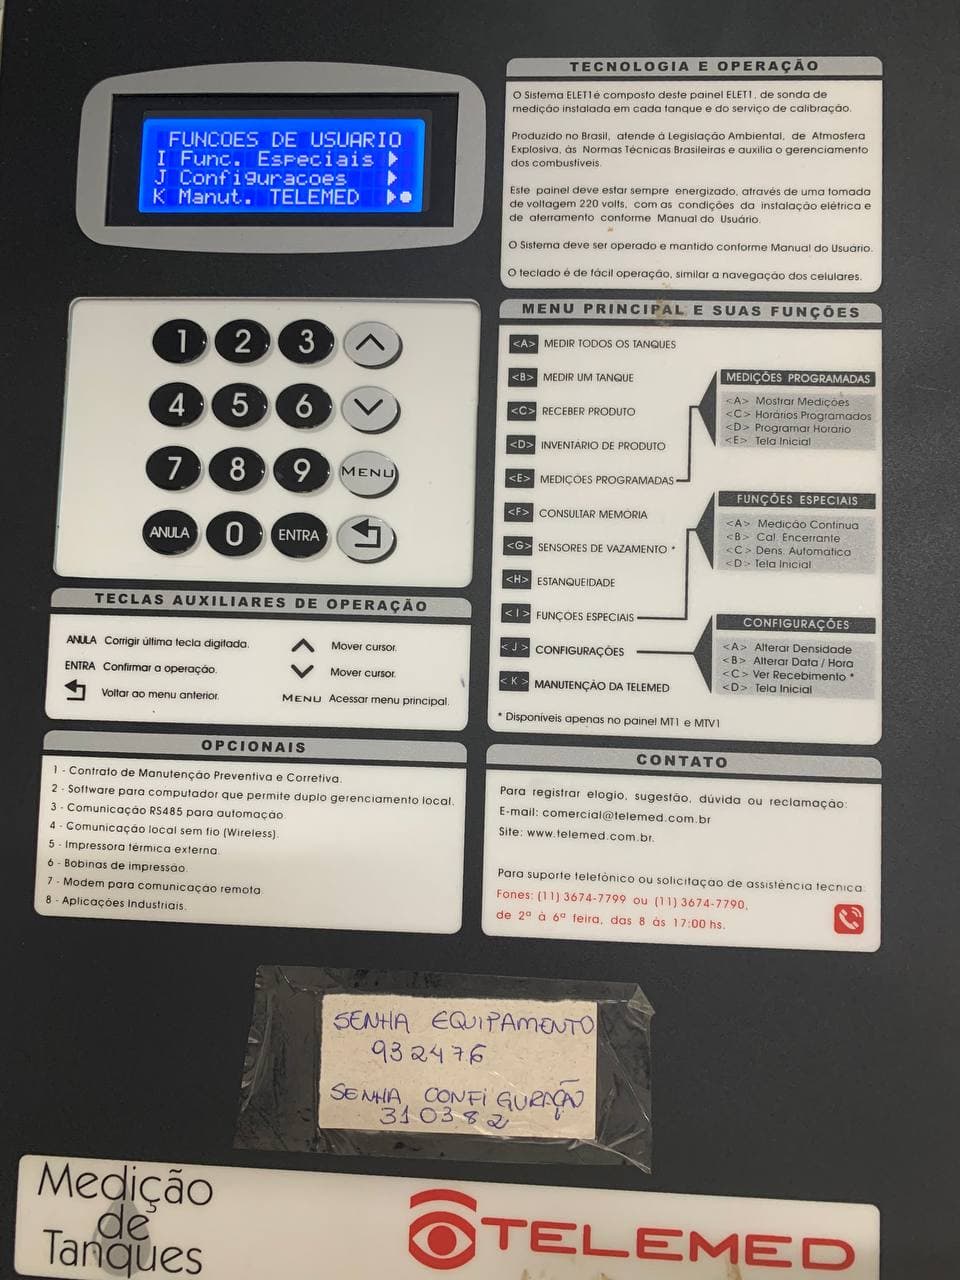 FUNCOES DE USUARIO
I Func. Especiais
J Configuracoes
K Manut. TELEMED
TECNOLOGIA E OPERAÇÃO
O Sistema ELET1é composto deste painel ELET1, de sonda de
medição instalada em cada tanque e do serviço de calibração.
Produzido no Brasil, atende á Legislação Ambiental, de Atmosfera
Explosiva, ás Normas Técnicas Brasileiras e auxilia o gerenciamento
dos combustíveis.
Este painel deve estar sempre energizado, através de uma tomada
de voltagem 220 volts, com as condições da instalação elétrica e
de aterramento conforme Manual do Usuário.
O Sistema deve ser operado e mantido conforme Manual do Usuário.
O teclado é de fácil operação, similar a navegação dos celulares.
1 2 3
4 5 6
7 8 9 MENU
ANULA 0 ENTRA
MENU PRINCIPAL E SUAS FUNÇÕES
<A> MEDIR TODOS OS TANQUES
<B> MEDIR UM TANQUE
<C> RECEBER PRODUTO
<D> INVENTÁRIO DE PRODUTO
<E> MEDIÇÕES PROGRAMADAS
<F> CONSULTAR MEMÓRIA
<G> SENSORES DE VAZAMENTO *
<H> ESTANQUEIDADE
<I> FUNÇÕES ESPECIAIS
<J> CONFIGURAÇÕES
<K> MANUTENÇÃO DA TELEMED
MEDIÇÕES PROGRAMADAS
<A> Mostrar Medições
<C> Horários Programados
<D> Programar Horário
<E> Tela Inicial
FUNÇÕES ESPECIAIS
<A> Medição Contínua
<B> Cal. Encerrante
<C> Dens. Automatica
<D> Tela Inicial
CONFIGURAÇÕES
<A> Alterar Densidade
<B> Alterar Data / Hora
<C> Ver Recebimento *
<D> Tela Inicial
* Disponíveis apenas no painel MT1 e MTV1
TECLAS AUXILIARES DE OPERAÇÃO
ANULA Corrigir última tecla digitada.
ENTRA Confirmar a operação.
Voltar ao menu anterior.
Mover cursor.
Mover cursor.
MENU Acessar menu principal.
OPCIONAIS
1 - Contrato de Manutenção Preventiva e Corretiva.
2 - Software para computador que permite duplo gerenciamento local.
3 - Comunicação RS485 para automação.
4 - Comunicação local sem fio (Wireless).
5 - Impressora térmica externa.
6 - Bobinas de impressão.
7 - Modem para comunicação remota.
8 - Aplicações Industriais.
CONTATO
Para registrar elogio, sugestão, dúvida ou reclamação:
E-mail: comercial@telemed.com.br
Site: www.telemed.com.br.
Para suporte telefônico ou solicitação de assistência tecnica:
Fones: (11) 3674-7799 ou (11) 3674-7790,
de 2ª á 6ª feira, das 8 ás 17:00 hs.
SENHA EQUIPAMENTO
932476
SENHA CONFIGURAÇÃO
310382
Medição
de
Tanques
TELEMED